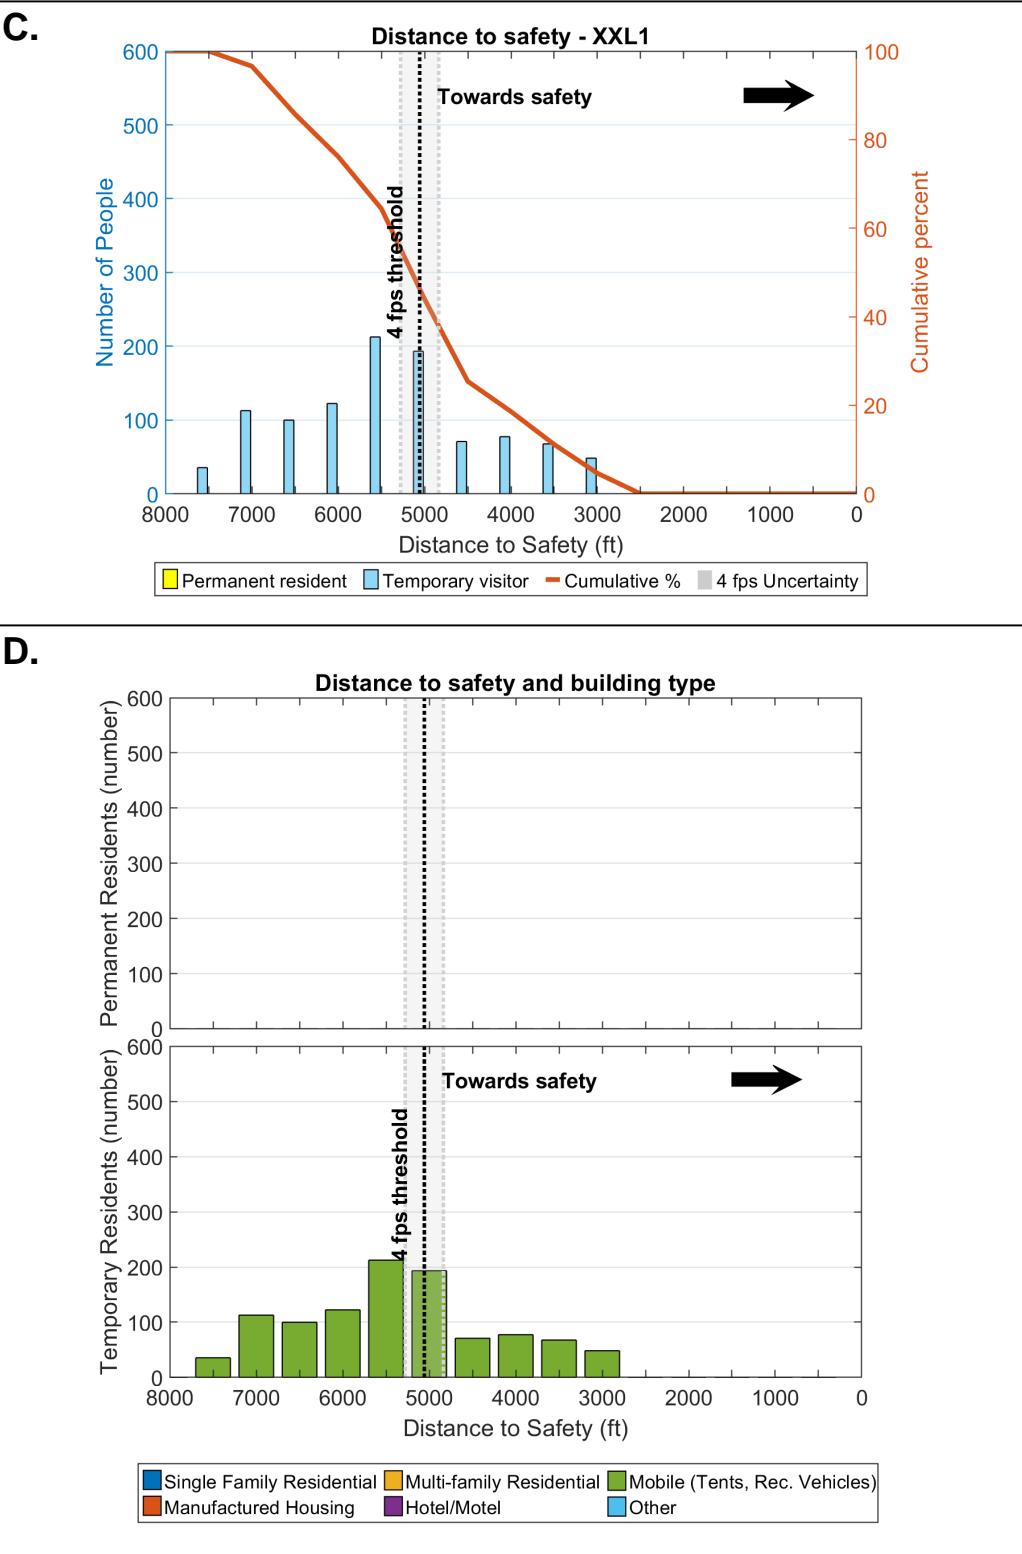 C.
Distance to safety - XXL1
600
500
400
300
200
100
0
Number of People
100
80
60
40
20
0
Cumulative percent
Towards safety
4 fps threshold
8000 7000 6000 5000 4000 3000 2000 1000 0
Distance to Safety (ft)
Permanent resident Temporary visitor Cumulative % 4 fps Uncertainty
D.
Distance to safety and building type
600
500
400
300
200
100
0
Permanent Residents (number)
600
500
400
300
200
100
0
Temporary Residents (number)
Towards safety
4 fps threshold
8000 7000 6000 5000 4000 3000 2000 1000 0
Distance to Safety (ft)
Single Family Residential Multi-family Residential Mobile (Tents, Rec. Vehicles)
Manufactured Housing Hotel/Motel Other